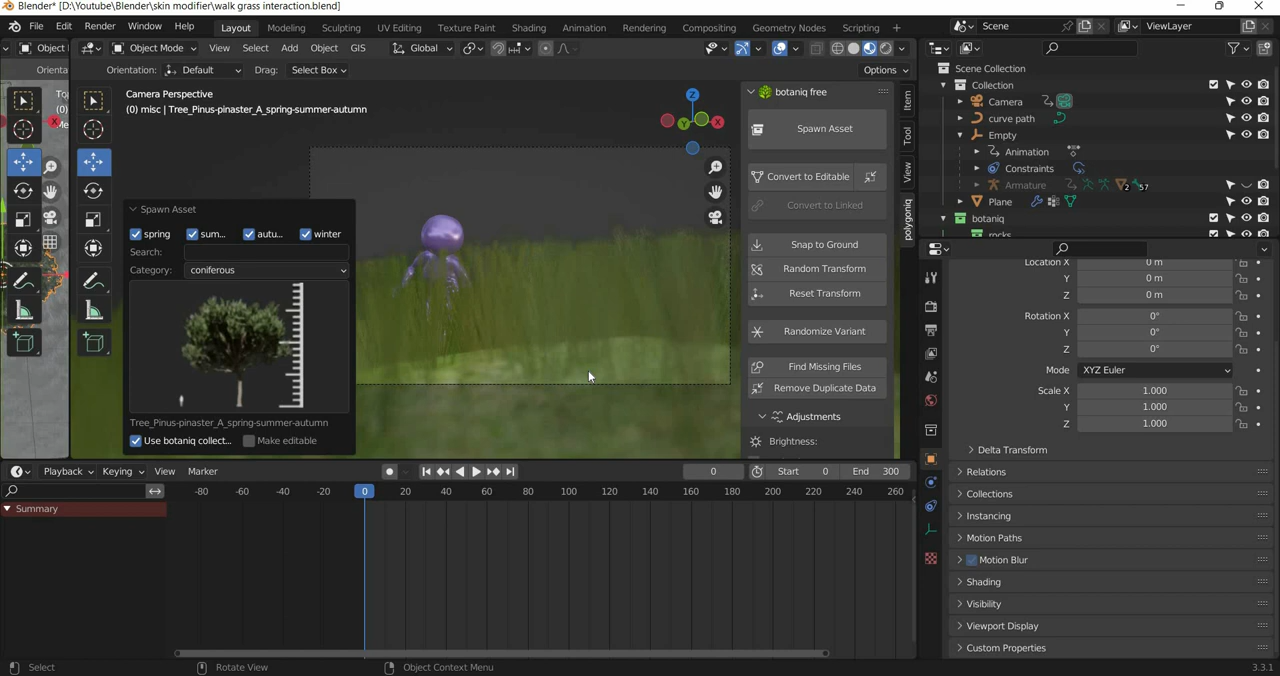 Blender* [D:\Youtube\Blender\skin modifier\walk grass interaction.blend]
File Edit Render Window Help Layout Modeling Sculpting UV Editing Texture Paint Shading Animation Rendering Compositing Geometry Nodes Scripting + Scene ViewLayer
Object Object Mode View Select Add Object GIS Global
Orienta Orientation: Default Drag: Select Box Options
Camera Perspective
(0) misc | Tree_Pinus-pinaster_A_spring-summer-autumn
Z
X
Y
X
Item
Tool
View
polygoniq
botaniq free
Spawn Asset
Convert to Editable
Convert to Linked
Snap to Ground
Random Transform
Reset Transform
Randomize Variant
Find Missing Files
Remove Duplicate Data
Adjustments
Brightness:
Spawn Asset
spring sum... autu... winter
Search:
Category: coniferous
Tree_Pinus-pinaster_A_spring-summer-autumn
Use botaniq collect... Make editable
Scene Collection
Collection
Camera
curve path
Empty
Animation
Constraints
Armature 2 57
Plane
botaniq
rocks
Location X 0 m
Y 0 m
Z 0 m
Rotation X 0°
Y 0°
Z 0°
Mode XYZ Euler
Scale X 1.000
Y 1.000
Z 1.000
Delta Transform
Relations
Collections
Instancing
Motion Paths
Motion Blur
Shading
Visibility
Viewport Display
Custom Properties
Playback Keying View Marker 0 Start 0 End 300
-80 -60 -40 -20 0 20 40 60 80 100 120 140 160 180 200 220 240 260
Summary
Select Rotate View Object Context Menu 3.3.1